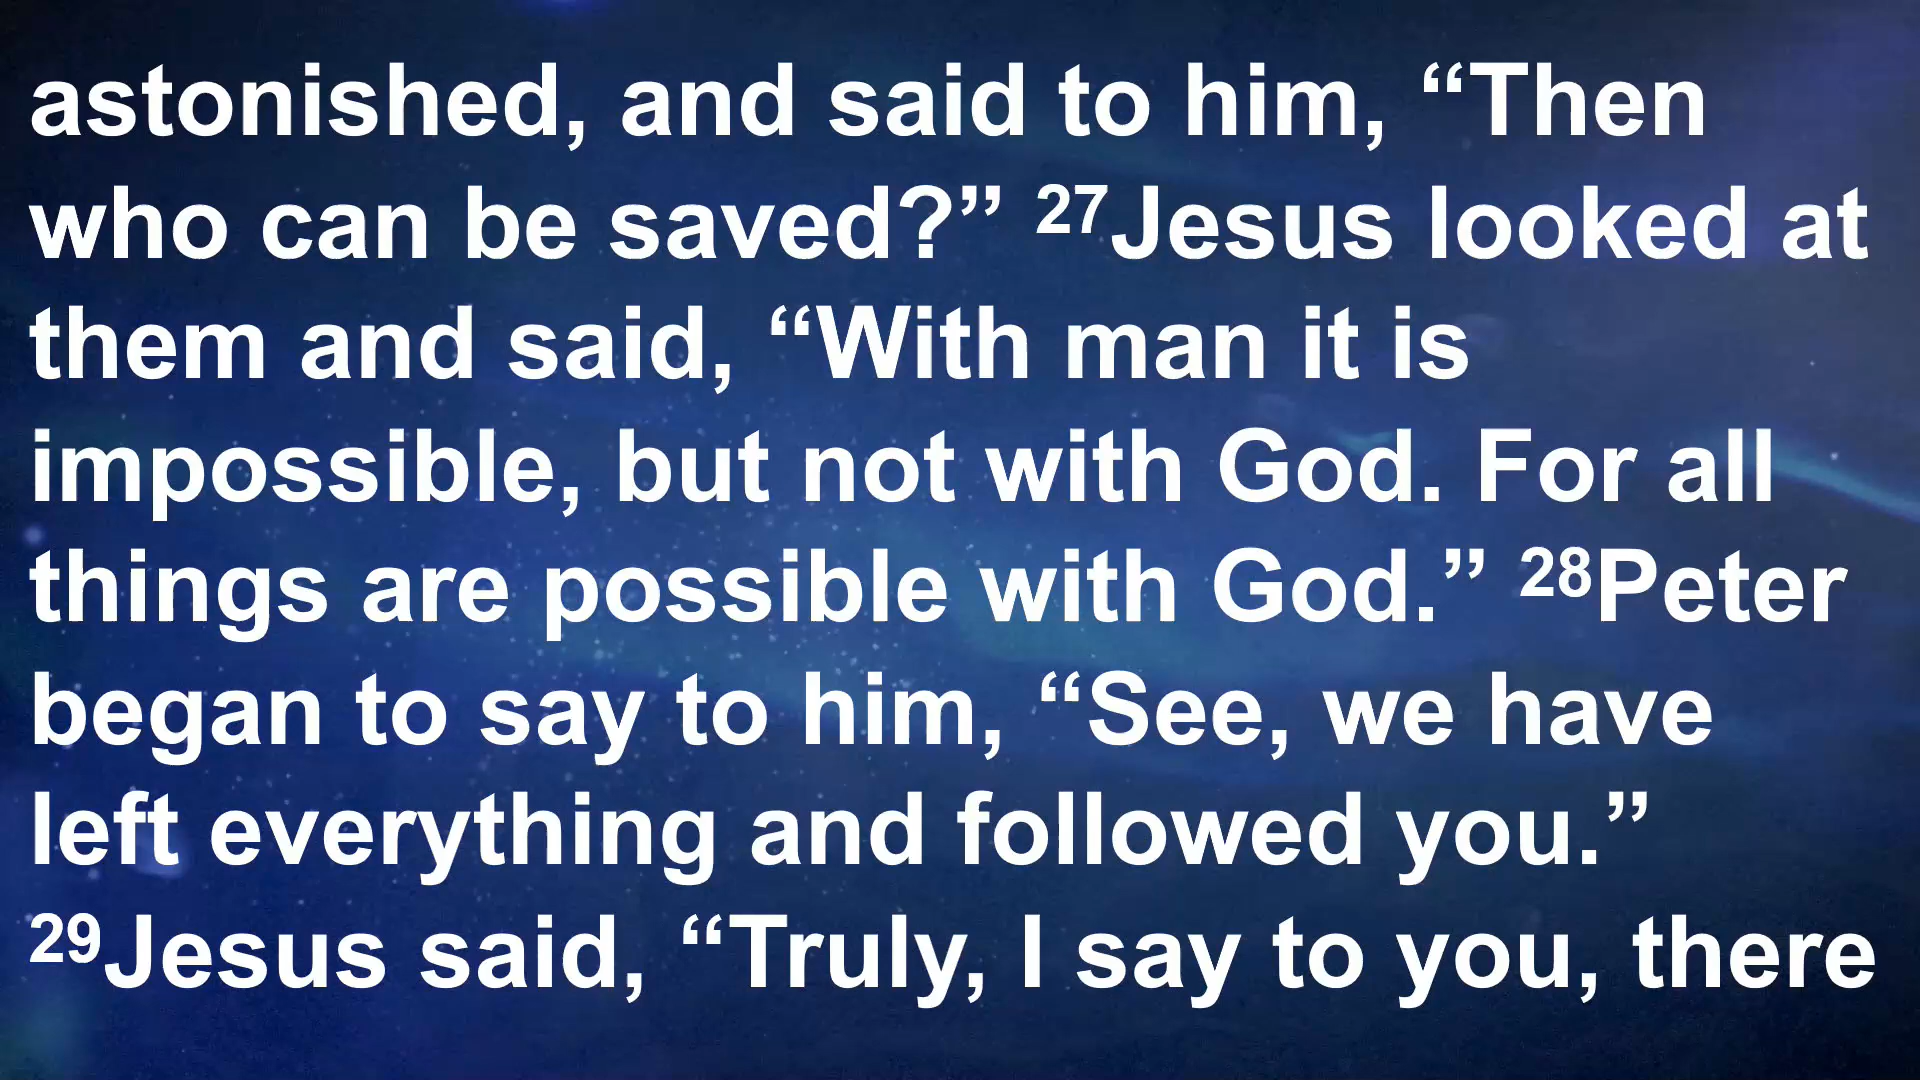 astonished, and said to him, “Then
who can be saved?” ²⁷Jesus looked at
them and said, “With man it is
impossible, but not with God. For all
things are possible with God.” ²⁸Peter
began to say to him, “See, we have
left everything and followed you.”
²⁹Jesus said, “Truly, I say to you, there